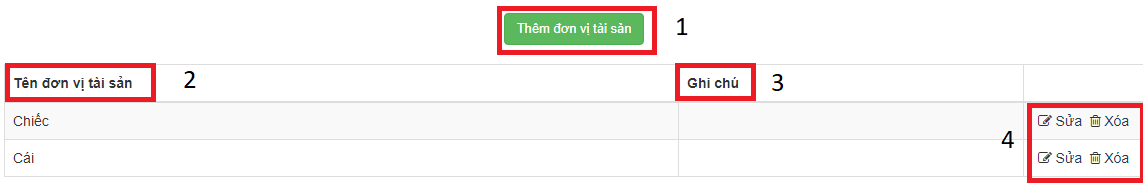 Thêm đơn vị tài sản 1
Tên đơn vị tài sản 2 Ghi chú 3
Chiếc Sửa Xóa
4
Cái Sửa Xóa